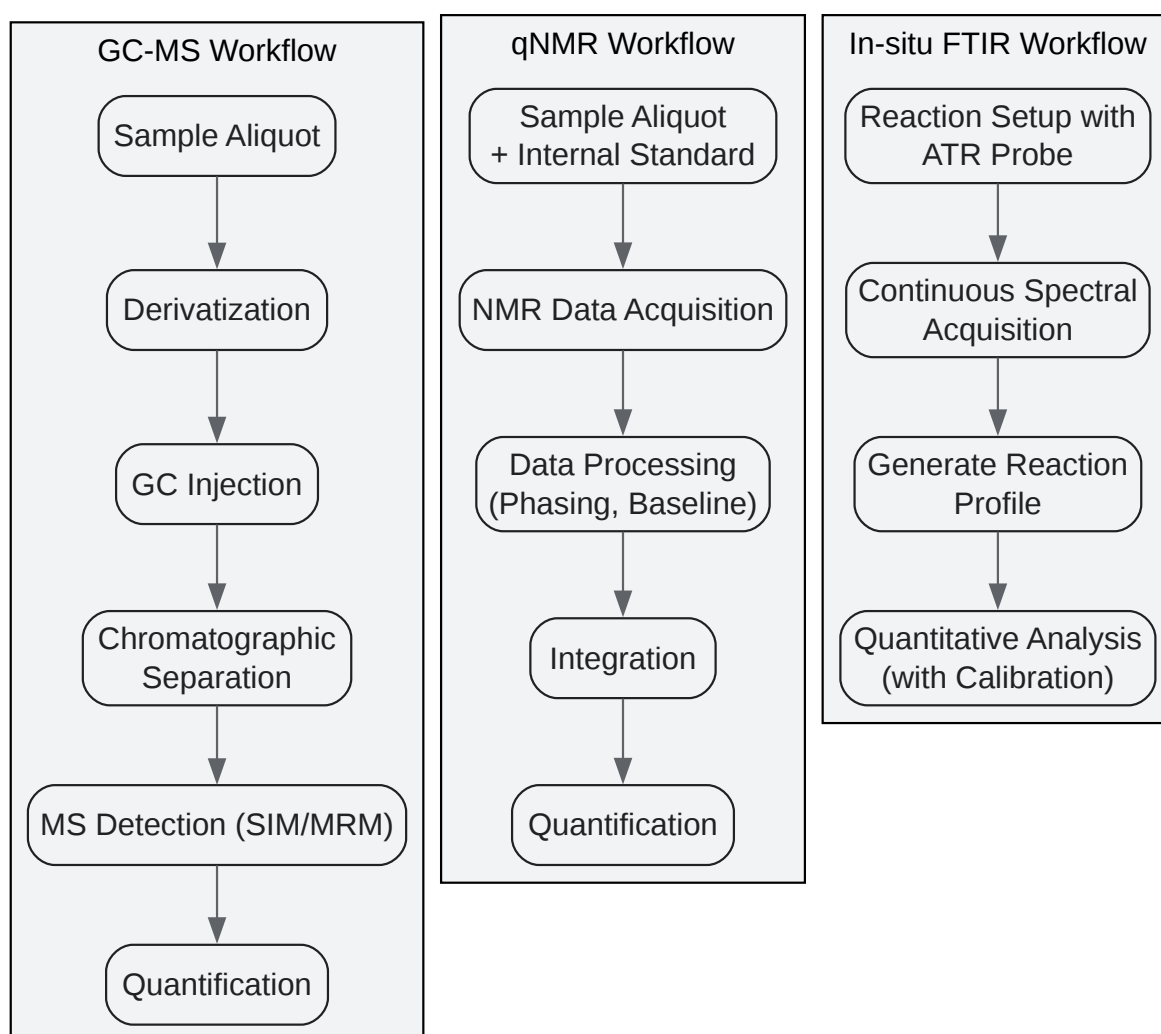 GC-MS Workflow
Sample Aliquot
Derivatization
GC Injection
Chromatographic
Separation
MS Detection (SIM/MRM)
Quantification
qNMR Workflow
Sample Aliquot
+ Internal Standard
NMR Data Acquisition
Data Processing
(Phasing, Baseline)
Integration
Quantification
In-situ FTIR Workflow
Reaction Setup with
ATR Probe
Continuous Spectral
Acquisition
Generate Reaction
Profile
Quantitative Analysis
(with Calibration)